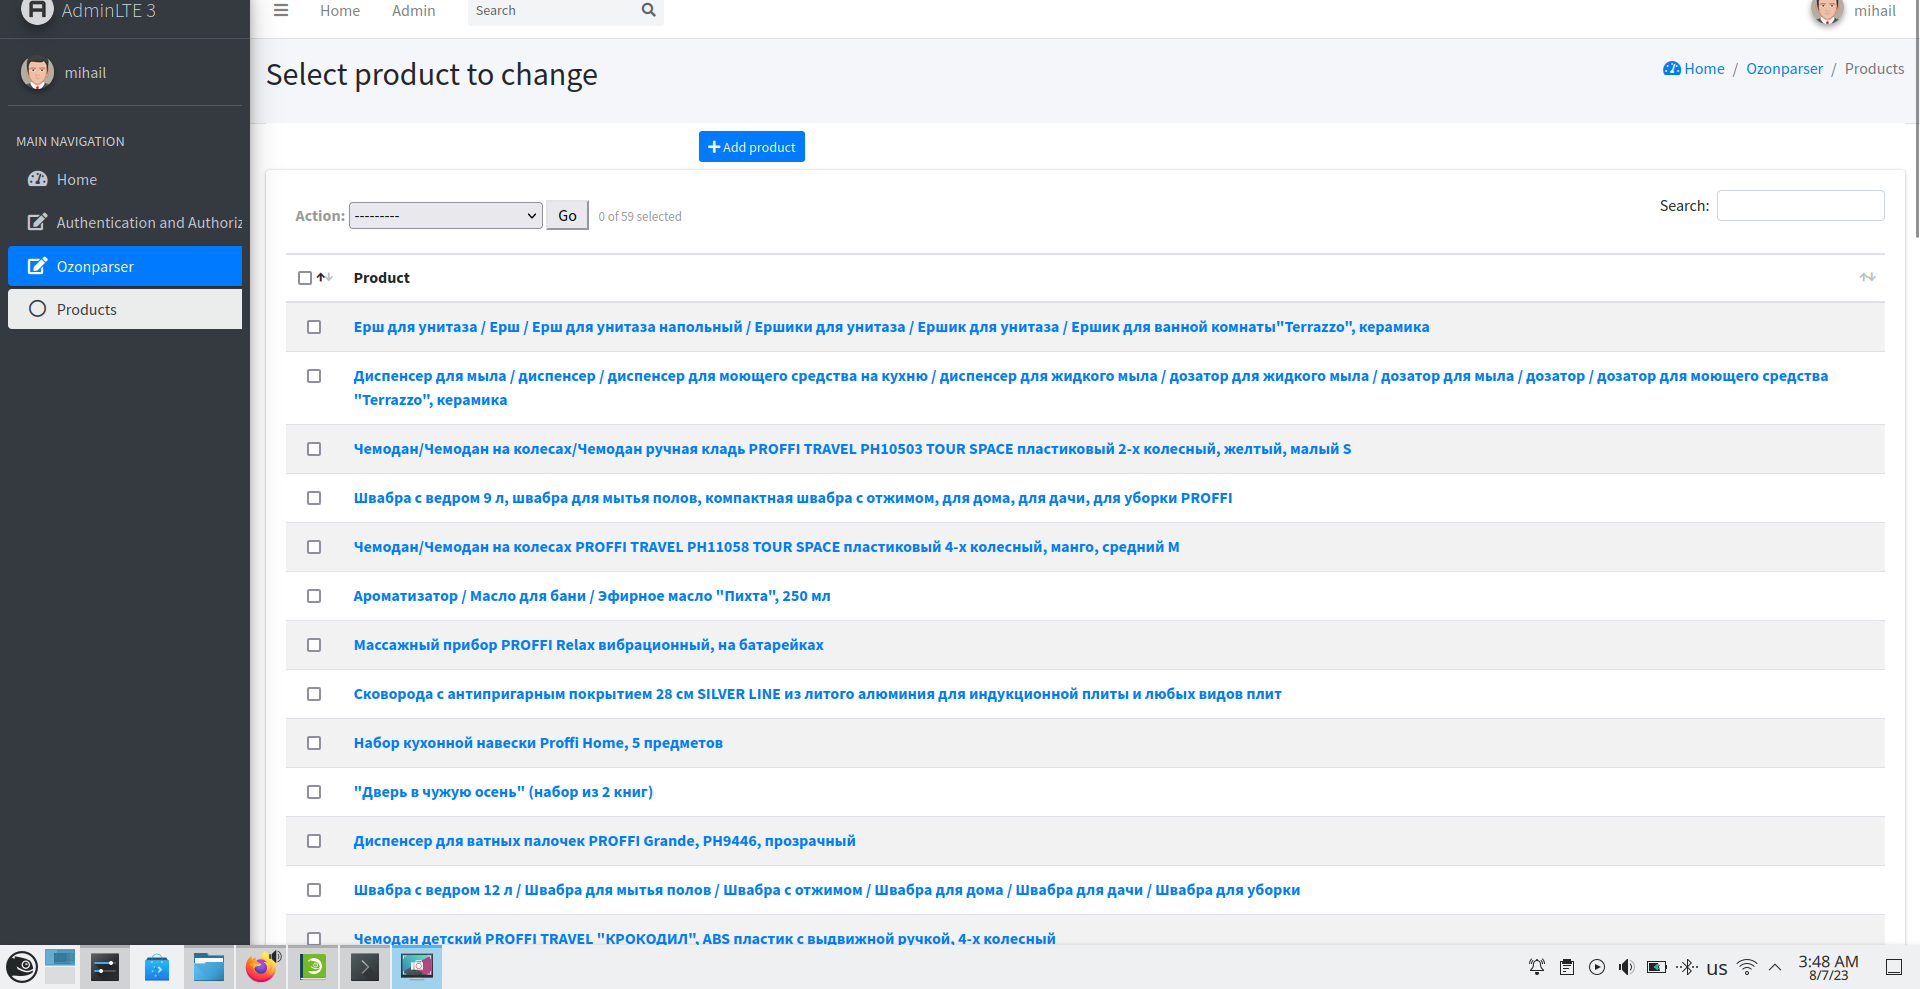 AdminLTE 3
Home
Admin
Search
mihail
mihail
Select product to change
Home / Ozonparser / Products
MAIN NAVIGATION
Home
Authentication and Authoriz
Ozonparser
Products
Add product
Action: --------- Go 0 of 59 selected
Search:
Product
Ерш для унитаза / Ерш / Ерш для унитаза напольный / Ершики для унитаза / Ершик для унитаза / Ершик для ванной комнаты"Terrazzo", керамика
Диспенсер для мыла / диспенсер / диспенсер для моющего средства на кухню / диспенсер для жидкого мыла / дозатор для жидкого мыла / дозатор для мыла / дозатор / дозатор для моющего средства
"Terrazzo", керамика
Чемодан/Чемодан на колесах/Чемодан ручная кладь PROFFI TRAVEL PH10503 TOUR SPACE пластиковый 2-х колесный, желтый, малый S
Швабра с ведром 9 л, швабра для мытья полов, компактная швабра с отжимом, для дома, для дачи, для уборки PROFFI
Чемодан/Чемодан на колесах PROFFI TRAVEL PH11058 TOUR SPACE пластиковый 4-х колесный, манго, средний M
Ароматизатор / Масло для бани / Эфирное масло "Пихта", 250 мл
Массажный прибор PROFFI Relax вибрационный, на батарейках
Сковорода с антипригарным покрытием 28 см SILVER LINE из литого алюминия для индукционной плиты и любых видов плит
Набор кухонной навески Proffi Home, 5 предметов
"Дверь в чужую осень" (набор из 2 книг)
Диспенсер для ватных палочек PROFFI Grande, PH9446, прозрачный
Швабра с ведром 12 л / Швабра для мытья полов / Швабра с отжимом / Швабра для дома / Швабра для дачи / Швабра для уборки
Чемодан детский PROFFI TRAVEL "КРОКОДИЛ", ABS пластик с выдвижной ручкой, 4-х колесный
us
3:48 AM
8/7/23